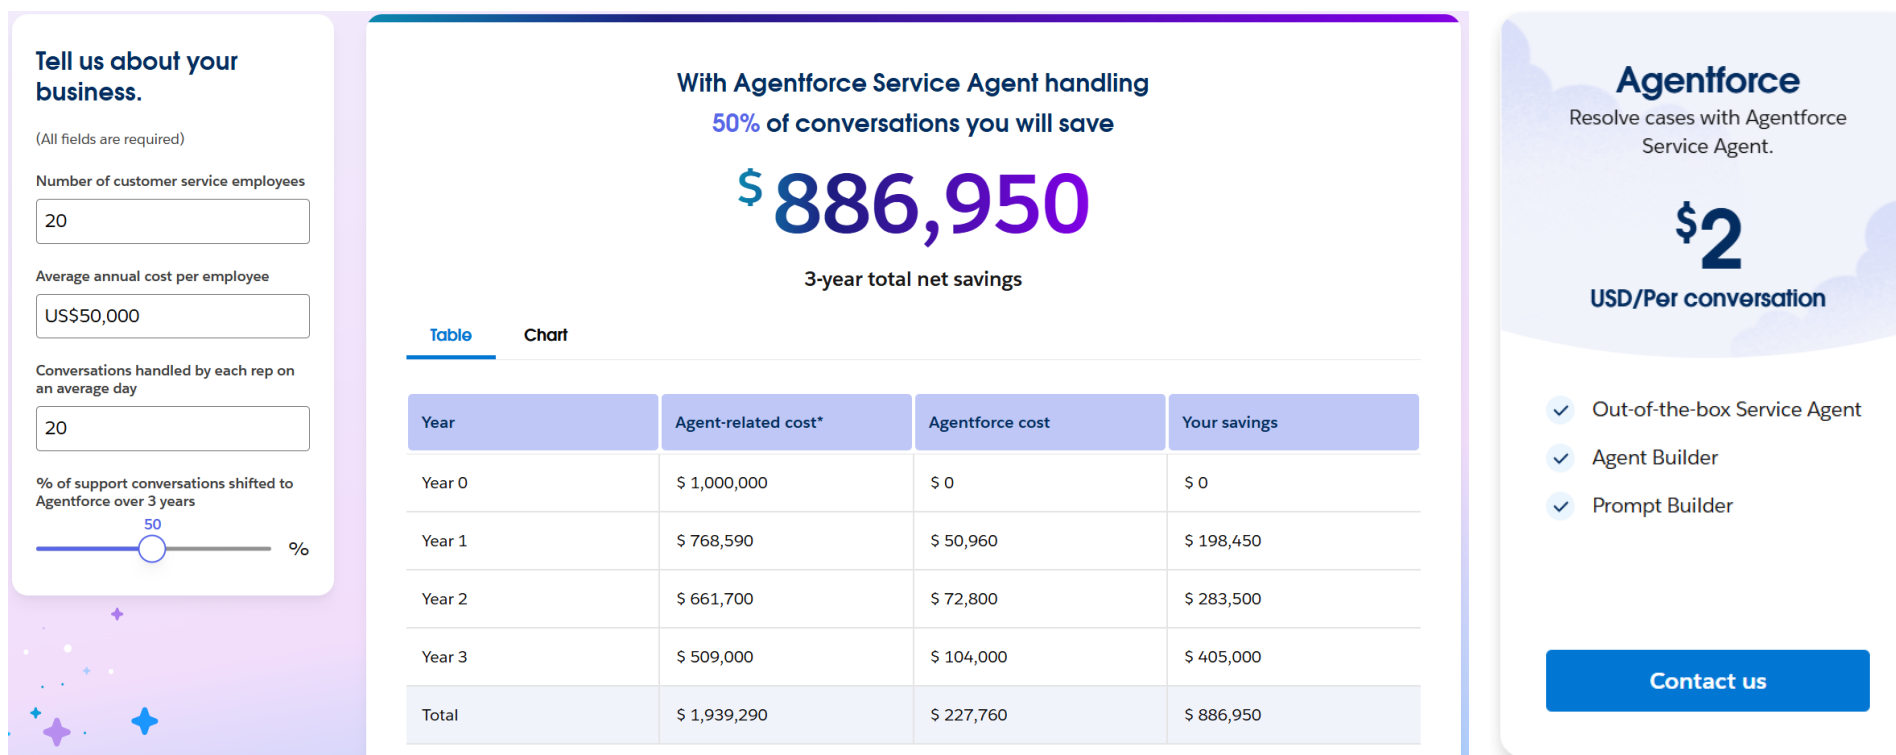 Tell us about your
business.
(All fields are required)
Number of customer service employees
20
Average annual cost per employee
US$50,000
Conversations handled by each rep on
an average day
20
% of support conversations shifted to
Agentforce over 3 years
50
%
With Agentforce Service Agent handling
50% of conversations you will save
$886,950
3-year total net savings
Table Chart
Year Agent-related cost* Agentforce cost Your savings
Year 0 $ 1,000,000 $ 0 $ 0
Year 1 $ 768,590 $ 50,960 $ 198,450
Year 2 $ 661,700 $ 72,800 $ 283,500
Year 3 $ 509,000 $ 104,000 $ 405,000
Total $ 1,939,290 $ 227,760 $ 886,950
Agentforce
Resolve cases with Agentforce
Service Agent.
$2
USD/Per conversation
Out-of-the-box Service Agent
Agent Builder
Prompt Builder
Contact us